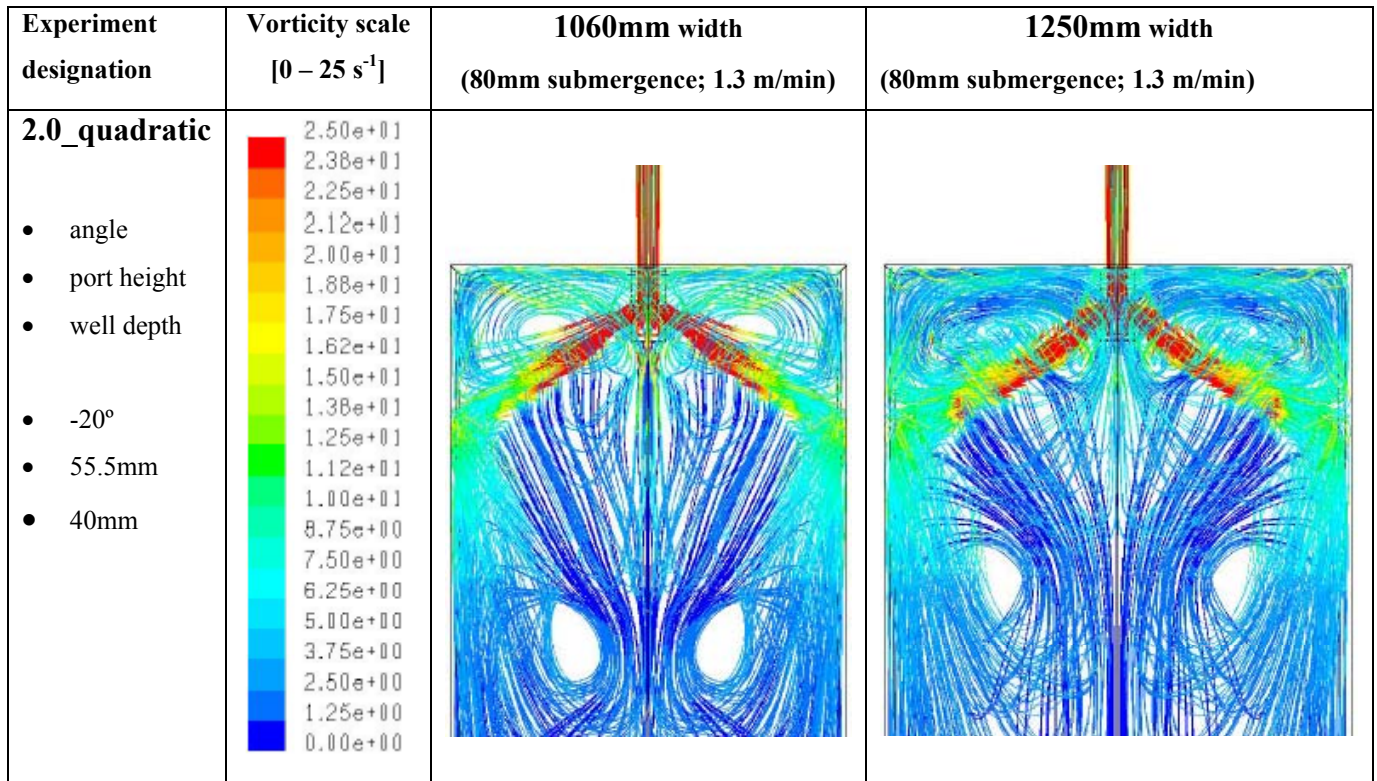 Experiment
designation
Vorticity scale
[0 – 25 s⁻¹]
1060mm width
(80mm submergence; 1.3 m/min)
1250mm width
(80mm submergence; 1.3 m/min)
2.0_quadratic
• angle
• port height
• well depth
• -20º
• 55.5mm
• 40mm
2.50e+01
2.38e+01
2.25e+01
2.12e+01
2.00e+01
1.88e+01
1.75e+01
1.62e+01
1.50e+01
1.38e+01
1.25e+01
1.12e+01
1.00e+01
8.75e+00
7.50e+00
6.25e+00
5.00e+00
3.75e+00
2.50e+00
1.25e+00
0.00e+00